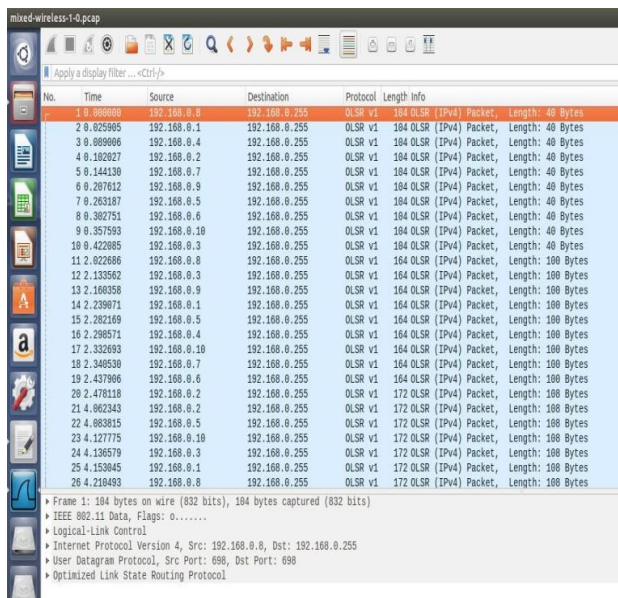 mixed-wireless-1-0.pcap
Apply a display filter ... <Ctrl-/>
No. Time Source Destination Protocol Length Info
1 0.000000 192.168.0.8 192.168.0.255 OLSR v1 104 OLSR (IPv4) Packet, Length: 40 Bytes
2 0.025905 192.168.0.1 192.168.0.255 OLSR v1 104 OLSR (IPv4) Packet, Length: 40 Bytes
3 0.089006 192.168.0.4 192.168.0.255 OLSR v1 104 OLSR (IPv4) Packet, Length: 40 Bytes
4 0.102027 192.168.0.2 192.168.0.255 OLSR v1 104 OLSR (IPv4) Packet, Length: 40 Bytes
5 0.144130 192.168.0.7 192.168.0.255 OLSR v1 104 OLSR (IPv4) Packet, Length: 40 Bytes
6 0.207612 192.168.0.9 192.168.0.255 OLSR v1 104 OLSR (IPv4) Packet, Length: 40 Bytes
7 0.263187 192.168.0.5 192.168.0.255 OLSR v1 104 OLSR (IPv4) Packet, Length: 40 Bytes
8 0.302751 192.168.0.6 192.168.0.255 OLSR v1 104 OLSR (IPv4) Packet, Length: 40 Bytes
9 0.357593 192.168.0.10 192.168.0.255 OLSR v1 104 OLSR (IPv4) Packet, Length: 40 Bytes
10 0.422085 192.168.0.3 192.168.0.255 OLSR v1 104 OLSR (IPv4) Packet, Length: 40 Bytes
11 2.022686 192.168.0.8 192.168.0.255 OLSR v1 164 OLSR (IPv4) Packet, Length: 100 Bytes
12 2.133562 192.168.0.3 192.168.0.255 OLSR v1 164 OLSR (IPv4) Packet, Length: 100 Bytes
13 2.160358 192.168.0.9 192.168.0.255 OLSR v1 164 OLSR (IPv4) Packet, Length: 100 Bytes
14 2.239071 192.168.0.1 192.168.0.255 OLSR v1 164 OLSR (IPv4) Packet, Length: 100 Bytes
15 2.282169 192.168.0.5 192.168.0.255 OLSR v1 164 OLSR (IPv4) Packet, Length: 100 Bytes
16 2.298571 192.168.0.4 192.168.0.255 OLSR v1 164 OLSR (IPv4) Packet, Length: 100 Bytes
17 2.332693 192.168.0.10 192.168.0.255 OLSR v1 164 OLSR (IPv4) Packet, Length: 100 Bytes
18 2.340530 192.168.0.7 192.168.0.255 OLSR v1 164 OLSR (IPv4) Packet, Length: 100 Bytes
19 2.437906 192.168.0.6 192.168.0.255 OLSR v1 164 OLSR (IPv4) Packet, Length: 100 Bytes
20 2.478118 192.168.0.2 192.168.0.255 OLSR v1 172 OLSR (IPv4) Packet, Length: 108 Bytes
21 4.062343 192.168.0.2 192.168.0.255 OLSR v1 172 OLSR (IPv4) Packet, Length: 108 Bytes
22 4.083815 192.168.0.5 192.168.0.255 OLSR v1 172 OLSR (IPv4) Packet, Length: 108 Bytes
23 4.127775 192.168.0.10 192.168.0.255 OLSR v1 172 OLSR (IPv4) Packet, Length: 108 Bytes
24 4.136579 192.168.0.3 192.168.0.255 OLSR v1 172 OLSR (IPv4) Packet, Length: 108 Bytes
25 4.153045 192.168.0.1 192.168.0.255 OLSR v1 172 OLSR (IPv4) Packet, Length: 108 Bytes
26 4.210493 192.168.0.8 192.168.0.255 OLSR v1 172 OLSR (IPv4) Packet, Length: 108 Bytes
Frame 1: 104 bytes on wire (832 bits), 104 bytes captured (832 bits)
IEEE 802.11 Data, Flags: o.......
Logical-Link Control
Internet Protocol Version 4, Src: 192.168.0.8, Dst: 192.168.0.255
User Datagram Protocol, Src Port: 698, Dst Port: 698
Optimized Link State Routing Protocol